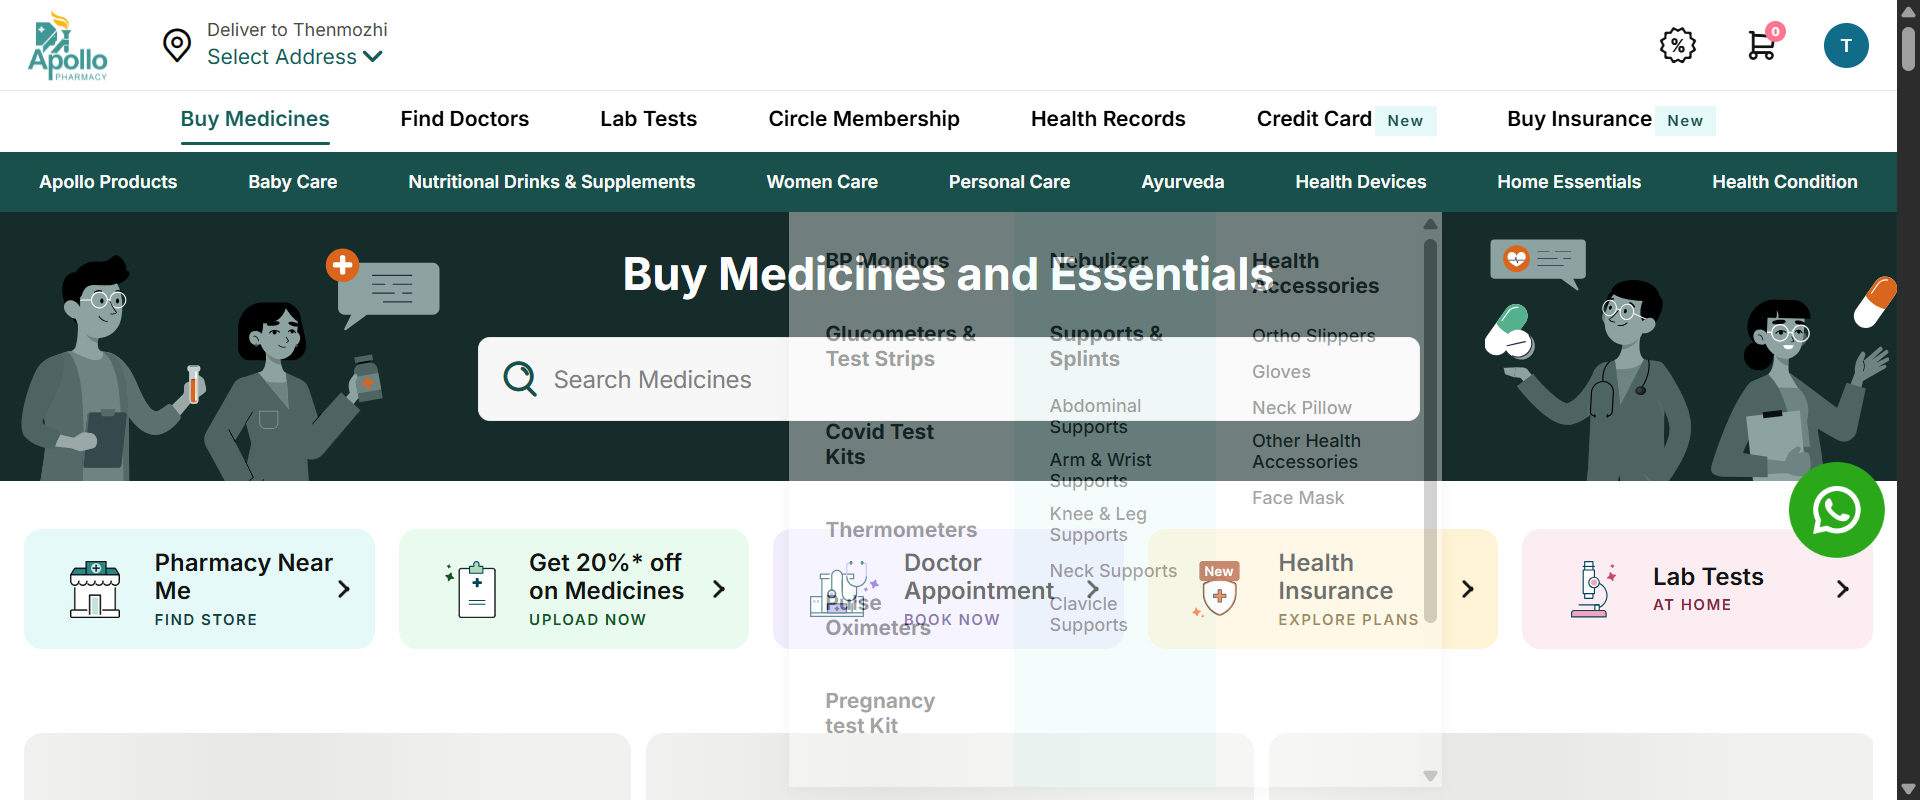 Apollo
PHARMACY
Deliver to Thenmozhi
Select Address
%
0
T
Buy Medicines
Find Doctors
Lab Tests
Circle Membership
Health Records
Credit Card New
Buy Insurance New
Apollo Products
Baby Care
Nutritional Drinks & Supplements
Women Care
Personal Care
Ayurveda
Health Devices
Home Essentials
Health Condition
Buy Medicines and Essentials
Search Medicines
BP Monitors
Glucometers &
Test Strips
Covid Test
Kits
Thermometers
Pulse
Oximeters
Pregnancy
test Kit
Nebulizer
Supports &
Splints
Abdominal
Supports
Arm & Wrist
Supports
Knee & Leg
Supports
Neck Supports
Clavicle
Supports
Health
Accessories
Ortho Slippers
Gloves
Neck Pillow
Other Health
Accessories
Face Mask
Pharmacy Near
Me
FIND STORE
Get 20%* off
on Medicines
UPLOAD NOW
Doctor
Appointment
BOOK NOW
New
Health
Insurance
EXPLORE PLANS
Lab Tests
AT HOME